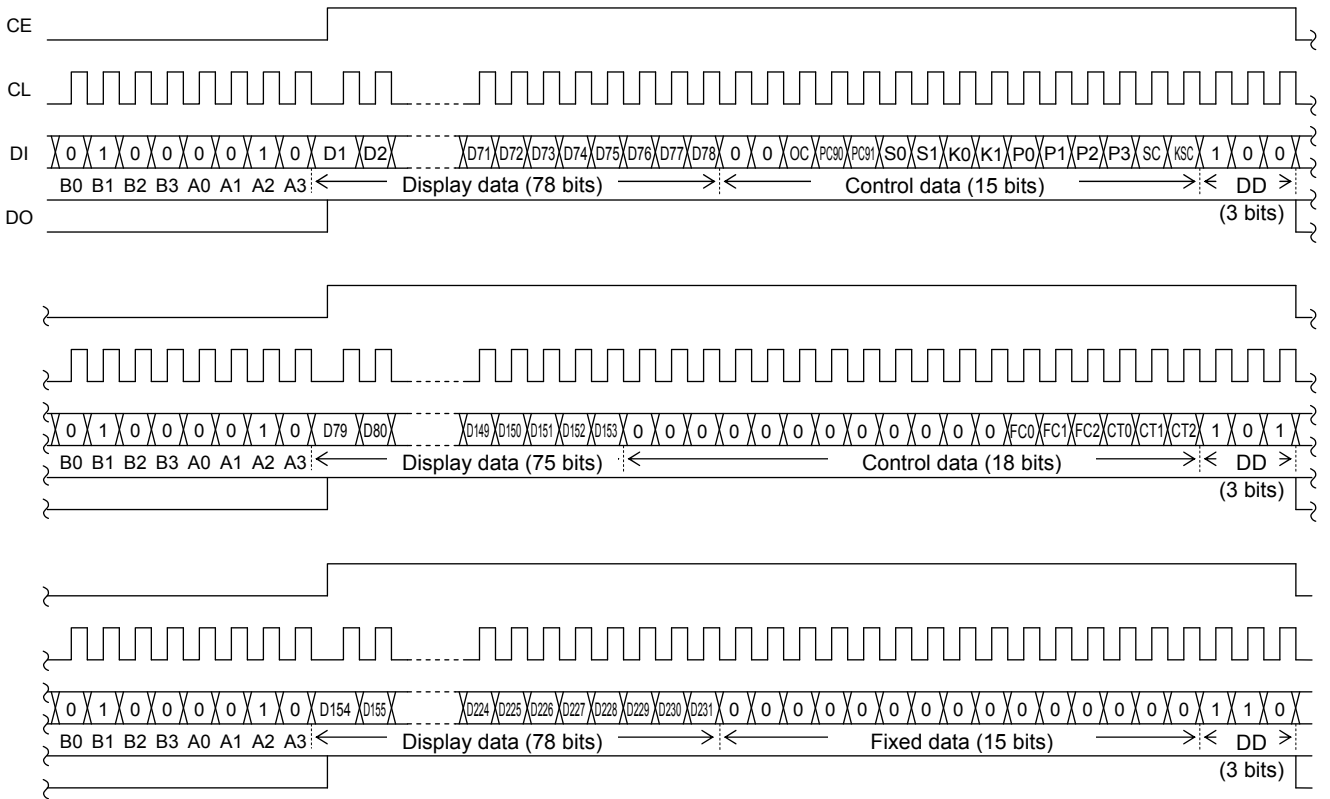 CE
CL
DI 0 1 0 0 0 0 1 0 D1 D2 D71 D72 D73 D74 D75 D76 D77 D78 0 0 OC PC90 PC91 S0 S1 K0 K1 P0 P1 P2 P3 SC KSC 1 0 0
B0 B1 B2 B3 A0 A1 A2 A3 Display data (78 bits) Control data (15 bits) DD
DO (3 bits)
0 1 0 0 0 0 1 0 D79 D80 D149 D150 D151 D152 D153 0 0 0 0 0 0 0 0 0 0 0 0 FC0 FC1 FC2 CT0 CT1 CT2 1 0 1
B0 B1 B2 B3 A0 A1 A2 A3 Display data (75 bits) Control data (18 bits) DD
(3 bits)
0 1 0 0 0 0 1 0 D154 D155 D224 D225 D226 D227 D228 D229 D230 D231 0 0 0 0 0 0 0 0 0 0 0 0 0 0 0 1 1 0
B0 B1 B2 B3 A0 A1 A2 A3 Display data (78 bits) Fixed data (15 bits) DD
(3 bits)